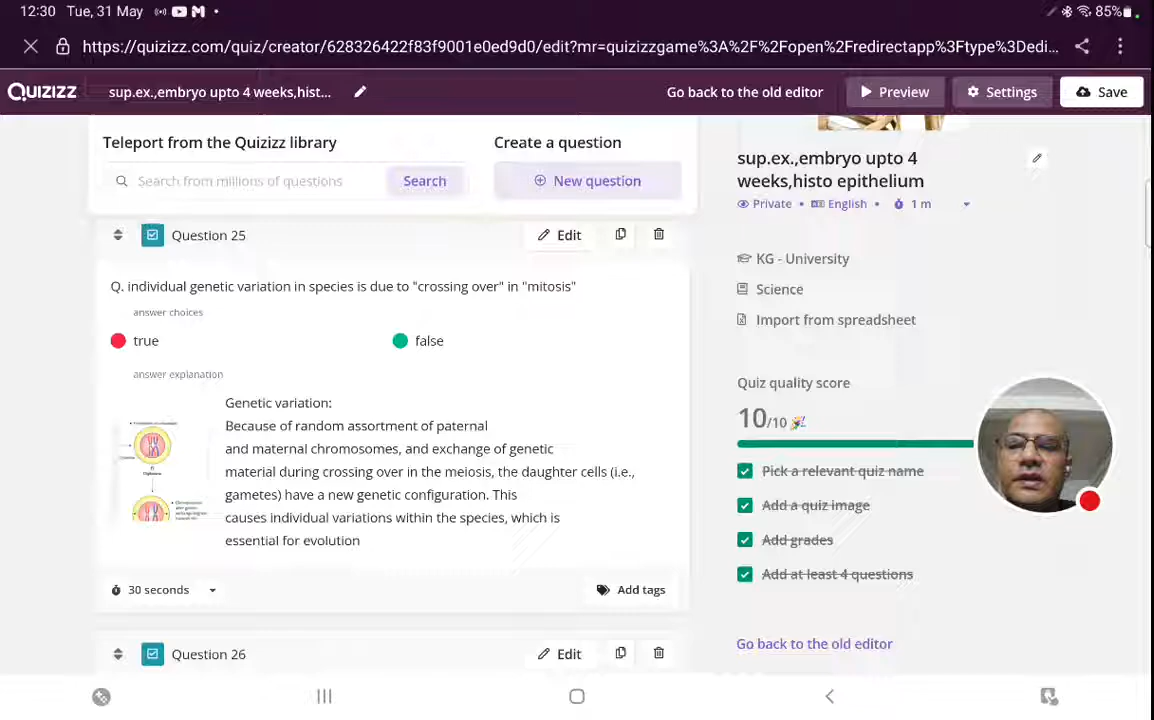 12:30 Tue, 31 May
85%
https://quizizz.com/quiz/creator/628326422f83f9001e0ed9d0/edit?mr=quizizzgame%3A%2F%2Fopen%2Fredirectapp%3Ftype%3Dedi...
QUIZIZZ
sup.ex.,embryo upto 4 weeks,hist...
Go back to the old editor
Preview
Settings
Save
Teleport from the Quizizz library
Create a question
Search from millions of questions
Search
New question
Question 25
Edit
Q. individual genetic variation in species is due to "crossing over" in "mitosis"
answer choices
true
false
answer explanation
Genetic variation:
Because of random assortment of paternal
and maternal chromosomes, and exchange of genetic
material during crossing over in the meiosis, the daughter cells (i.e.,
gametes) have a new genetic configuration. This
causes individual variations within the species, which is
essential for evolution
30 seconds
Add tags
Question 26
Edit
sup.ex.,embryo upto 4
weeks,histo epithelium
Private • English • 1 m
KG - University
Science
Import from spreadsheet
Quiz quality score
10/10
Pick a relevant quiz name
Add a quiz image
Add grades
Add at least 4 questions
Go back to the old editor